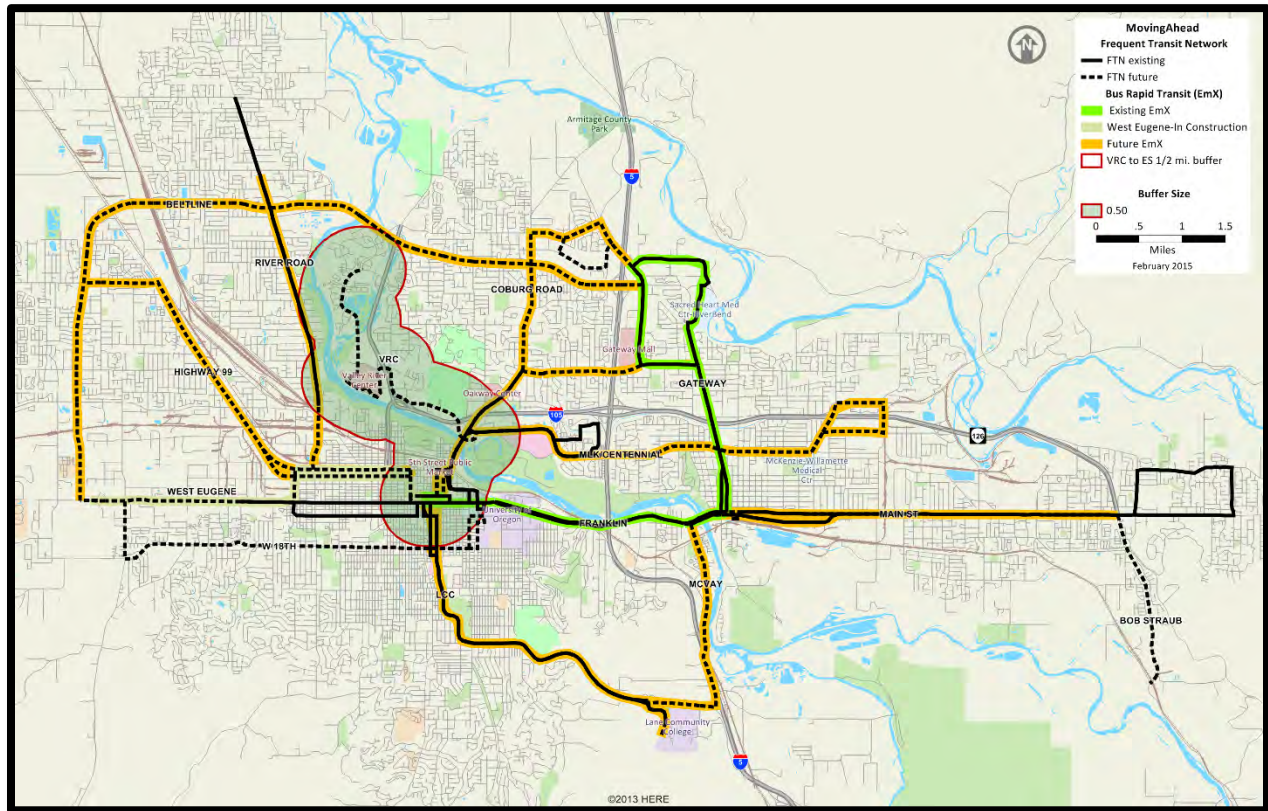 MovingAhead
Frequent Transit Network
FTN existing
FTN future
Bus Rapid Transit (EmX)
Existing EmX
West Eugene-In Construction
Future EmX
VRC to ES 1/2 mi. buffer
Buffer Size
0.50
0 .5 1 1.5
Miles
February 2015
N
Armitage County
Park
5
BELTLINE
RIVER ROAD
COBURG ROAD
Sacred Heart Med
Ctr-Riverbend
Gateway Mall
VRC
Valley River
Center
HIGHWAY 99
GATEWAY
Oakway Center
105
126
MLK/CENTENNIAL
McKenzie-Willamette
Medical
Ctr
5th Street Public
Market
WEST EUGENE
University of
Oregon
FRANKLIN
MAIN ST
W 18TH
MCVAY
LCC
BOB STRAUB
Lane Community
College
5
©2013 HERE